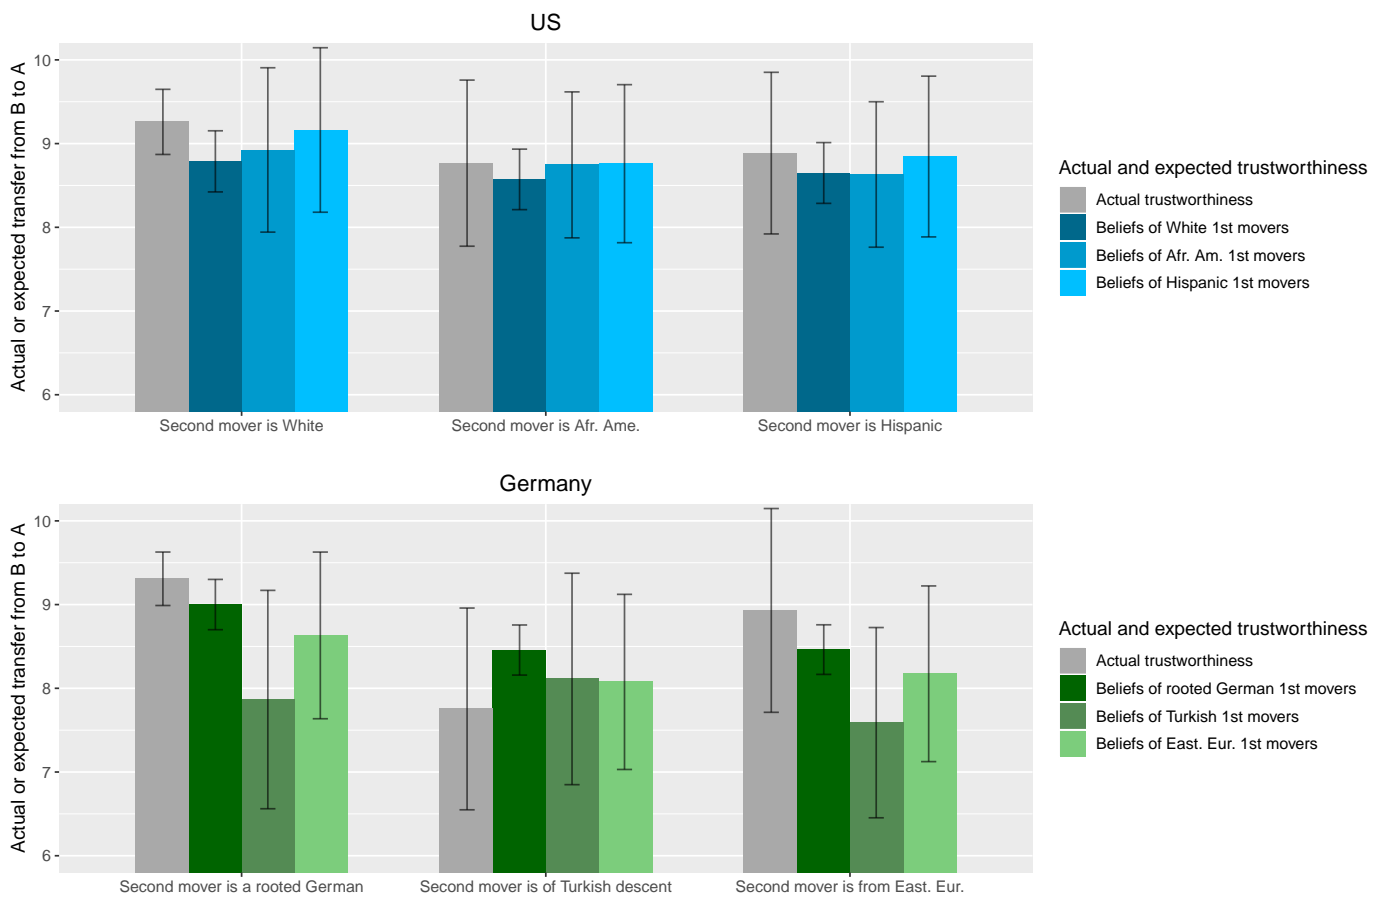 US
Actual or expected transfer from B to A
10
9
8
7
6
Second mover is White
Second mover is Afr. Ame.
Second mover is Hispanic
Actual and expected trustworthiness
Actual trustworthiness
Beliefs of White 1st movers
Beliefs of Afr. Am. 1st movers
Beliefs of Hispanic 1st movers
Germany
Actual or expected transfer from B to A
10
9
8
7
6
Second mover is a rooted German
Second mover is of Turkish descent
Second mover is from East. Eur.
Actual and expected trustworthiness
Actual trustworthiness
Beliefs of rooted German 1st movers
Beliefs of Turkish 1st movers
Beliefs of East. Eur. 1st movers